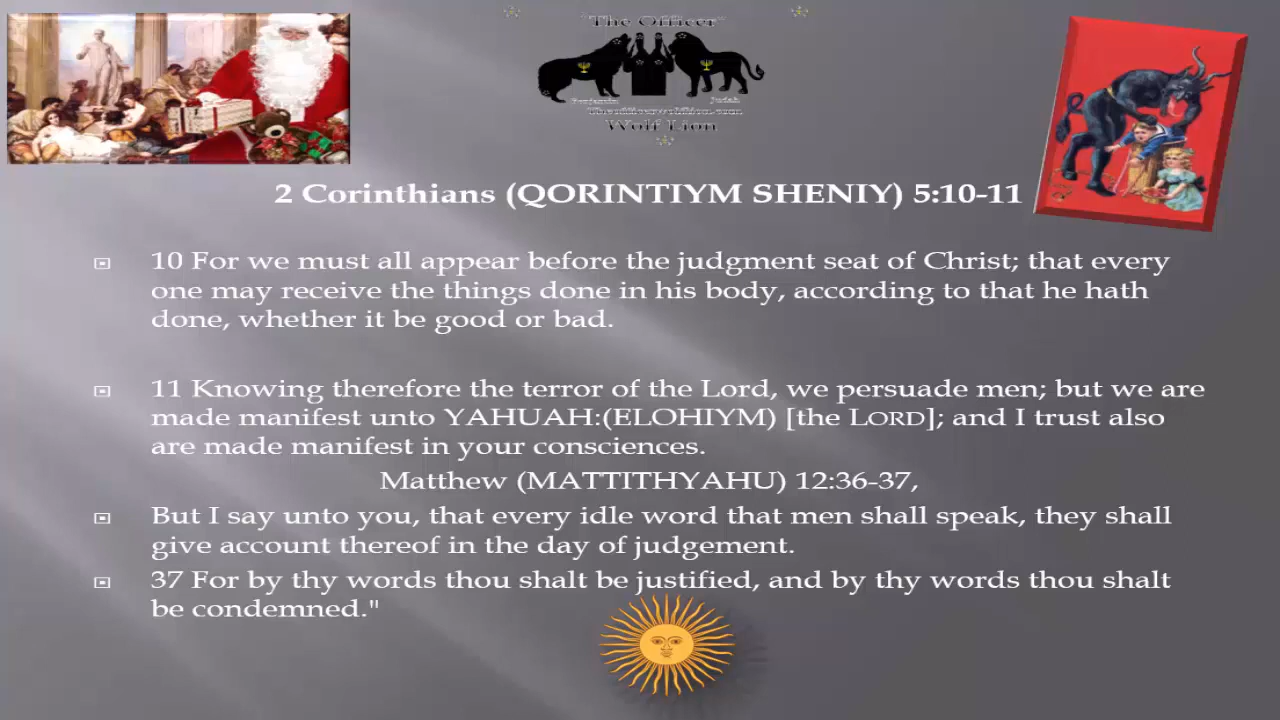 "The Officer"
Benjamin Judah
Theofficerwolflion.com
Wolf Lion
2 Corinthians (QORINTIYM SHENIY) 5:10-11
10 For we must all appear before the judgment seat of Christ; that every
one may receive the things done in his body, according to that he hath
done, whether it be good or bad.
11 Knowing therefore the terror of the Lord, we persuade men; but we are
made manifest unto YAHUAH:(ELOHIYM) [the LORD]; and I trust also
are made manifest in your consciences.
Matthew (MATTITHYAHU) 12:36-37,
But I say unto you, that every idle word that men shall speak, they shall
give account thereof in the day of judgement.
37 For by thy words thou shalt be justified, and by thy words thou shalt
be condemned."